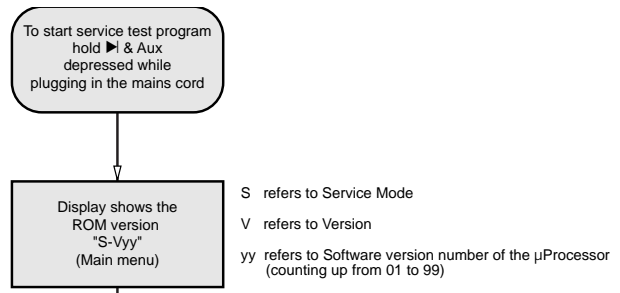 To start service test program
hold ▶| & Aux
depressed while
plugging in the mains cord
Display shows the
ROM version
"S-Vyy"
(Main menu)
S refers to Service Mode
V refers to Version
yy refers to Software version number of the µProcessor
(counting up from 01 to 99)